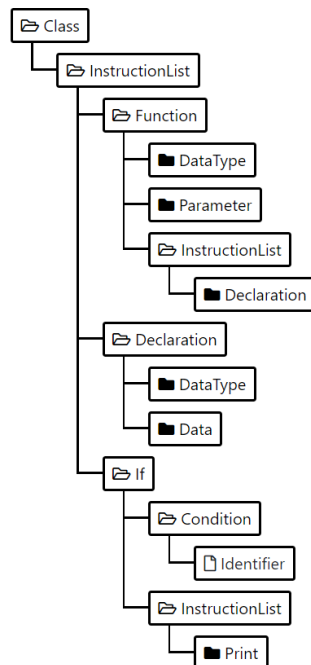 Class
InstructionList
Function
DataType
Parameter
InstructionList
Declaration
Declaration
DataType
Data
If
Condition
Identifier
InstructionList
Print